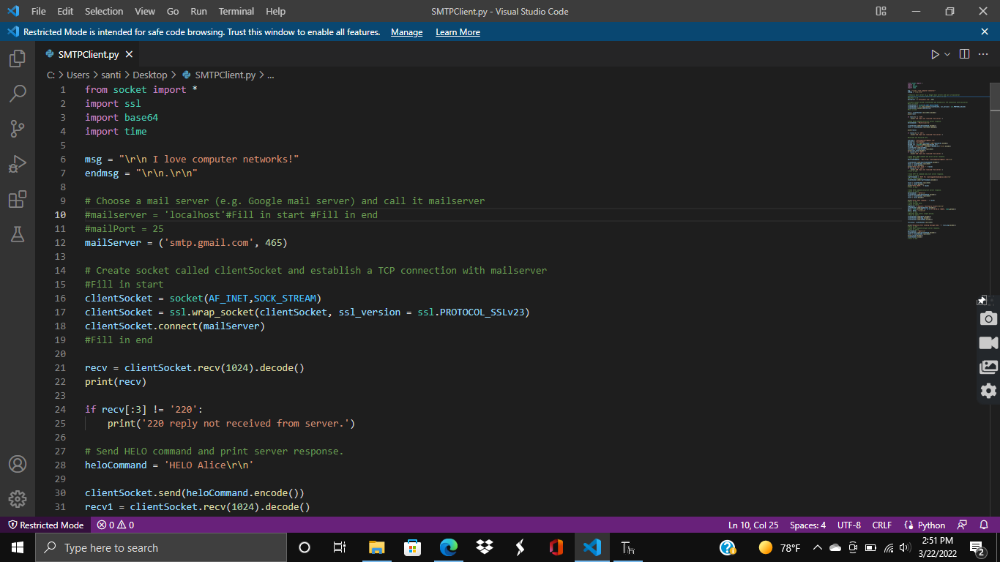 File Edit Selection View Go Run Terminal Help SMTPClient.py - Visual Studio Code
Restricted Mode is intended for safe code browsing. Trust this window to enable all features. Manage Learn More
SMTPClient.py
C: > Users > santi > Desktop > SMTPClient.py > ...
1 from socket import *
2 import ssl
3 import base64
4 import time
5
6 msg = "\r\n I love computer networks!"
7 endmsg = "\r\n.\r\n"
8
9 # Choose a mail server (e.g. Google mail server) and call it mailserver
10 #mailserver = 'localhost'#Fill in start #Fill in end
11 #mailPort = 25
12 mailServer = ('smtp.gmail.com', 465)
13
14 # Create socket called clientSocket and establish a TCP connection with mailserver
15 #Fill in start
16 clientSocket = socket(AF_INET,SOCK_STREAM)
17 clientSocket = ssl.wrap_socket(clientSocket, ssl_version = ssl.PROTOCOL_SSLv23)
18 clientSocket.connect(mailServer)
19 #Fill in end
20
21 recv = clientSocket.recv(1024).decode()
22 print(recv)
23
24 if recv[:3] != '220':
25     print('220 reply not received from server.')
26
27 # Send HELO command and print server response.
28 heloCommand = 'HELO Alice\r\n'
29
30 clientSocket.send(heloCommand.encode())
31 recv1 = clientSocket.recv(1024).decode()
Restricted Mode 0 0 Ln 10, Col 25 Spaces: 4 UTF-8 CRLF Python
Type here to search 78°F 2:51 PM
3/22/2022 2